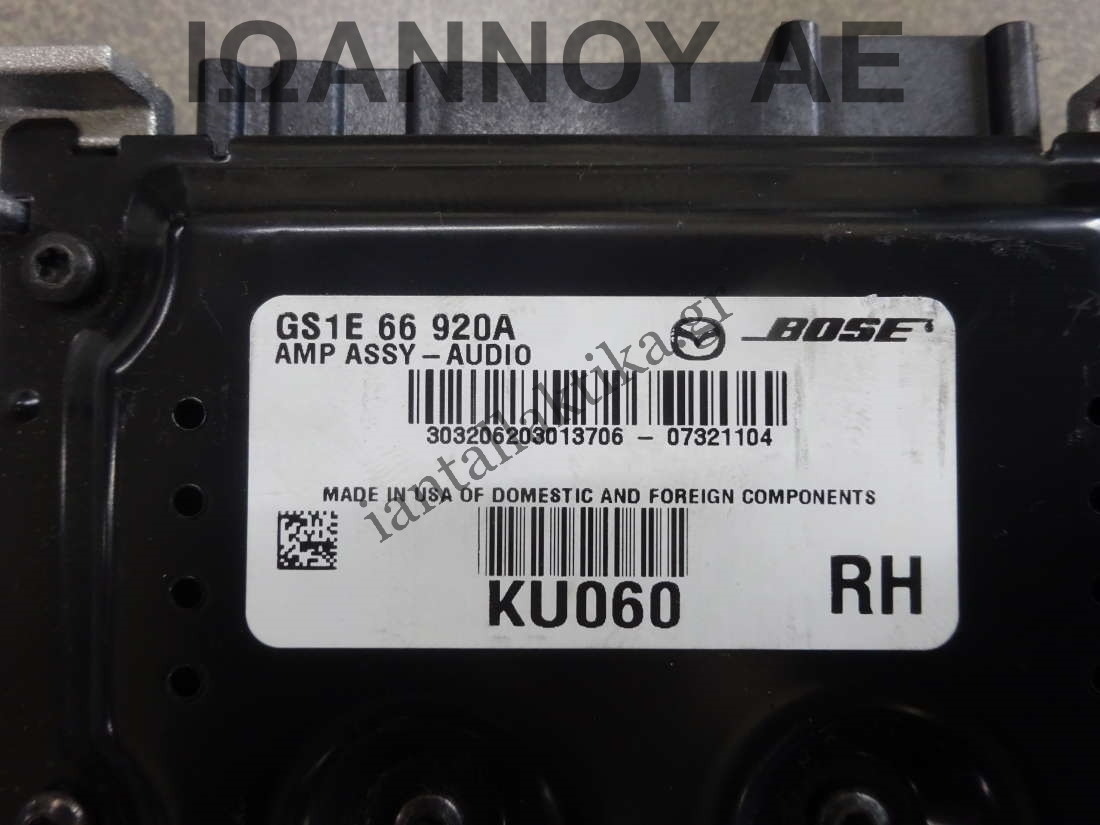 ΙΩΑΝΝΟΥ ΑΕ
GS1E 66 920A
AMP ASSY – AUDIO
BOSE
303206203013706 – 07321104
iantallaktika.gr
MADE IN USA OF DOMESTIC AND FOREIGN COMPONENTS
KU060
RH